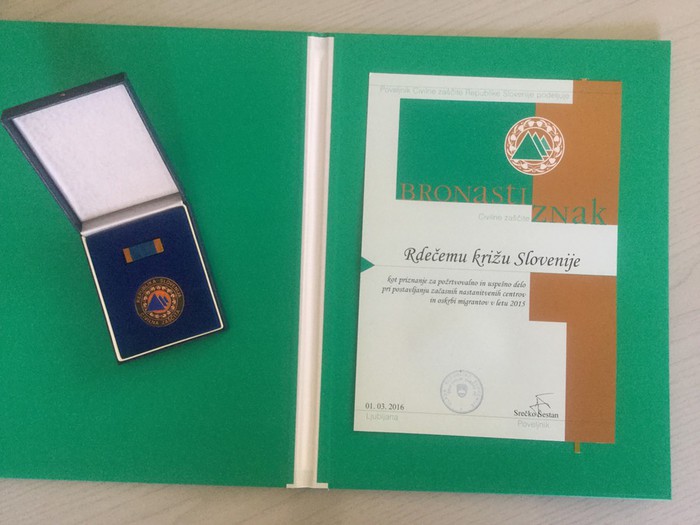 Poveljnik Civilne zaščite Republike Slovenije podeljuje
BRONasti
Civilne zaščite
znak
Rdečemu križu Slovenije
kot priznanje za požrtvovalno in uspešno delo
pri postavljanju začasnih nastanitvenih centrov
in oskrbi migrantov v letu 2015
01. 03. 2016
Ljubljana
Srečko Šestan
Poveljnik